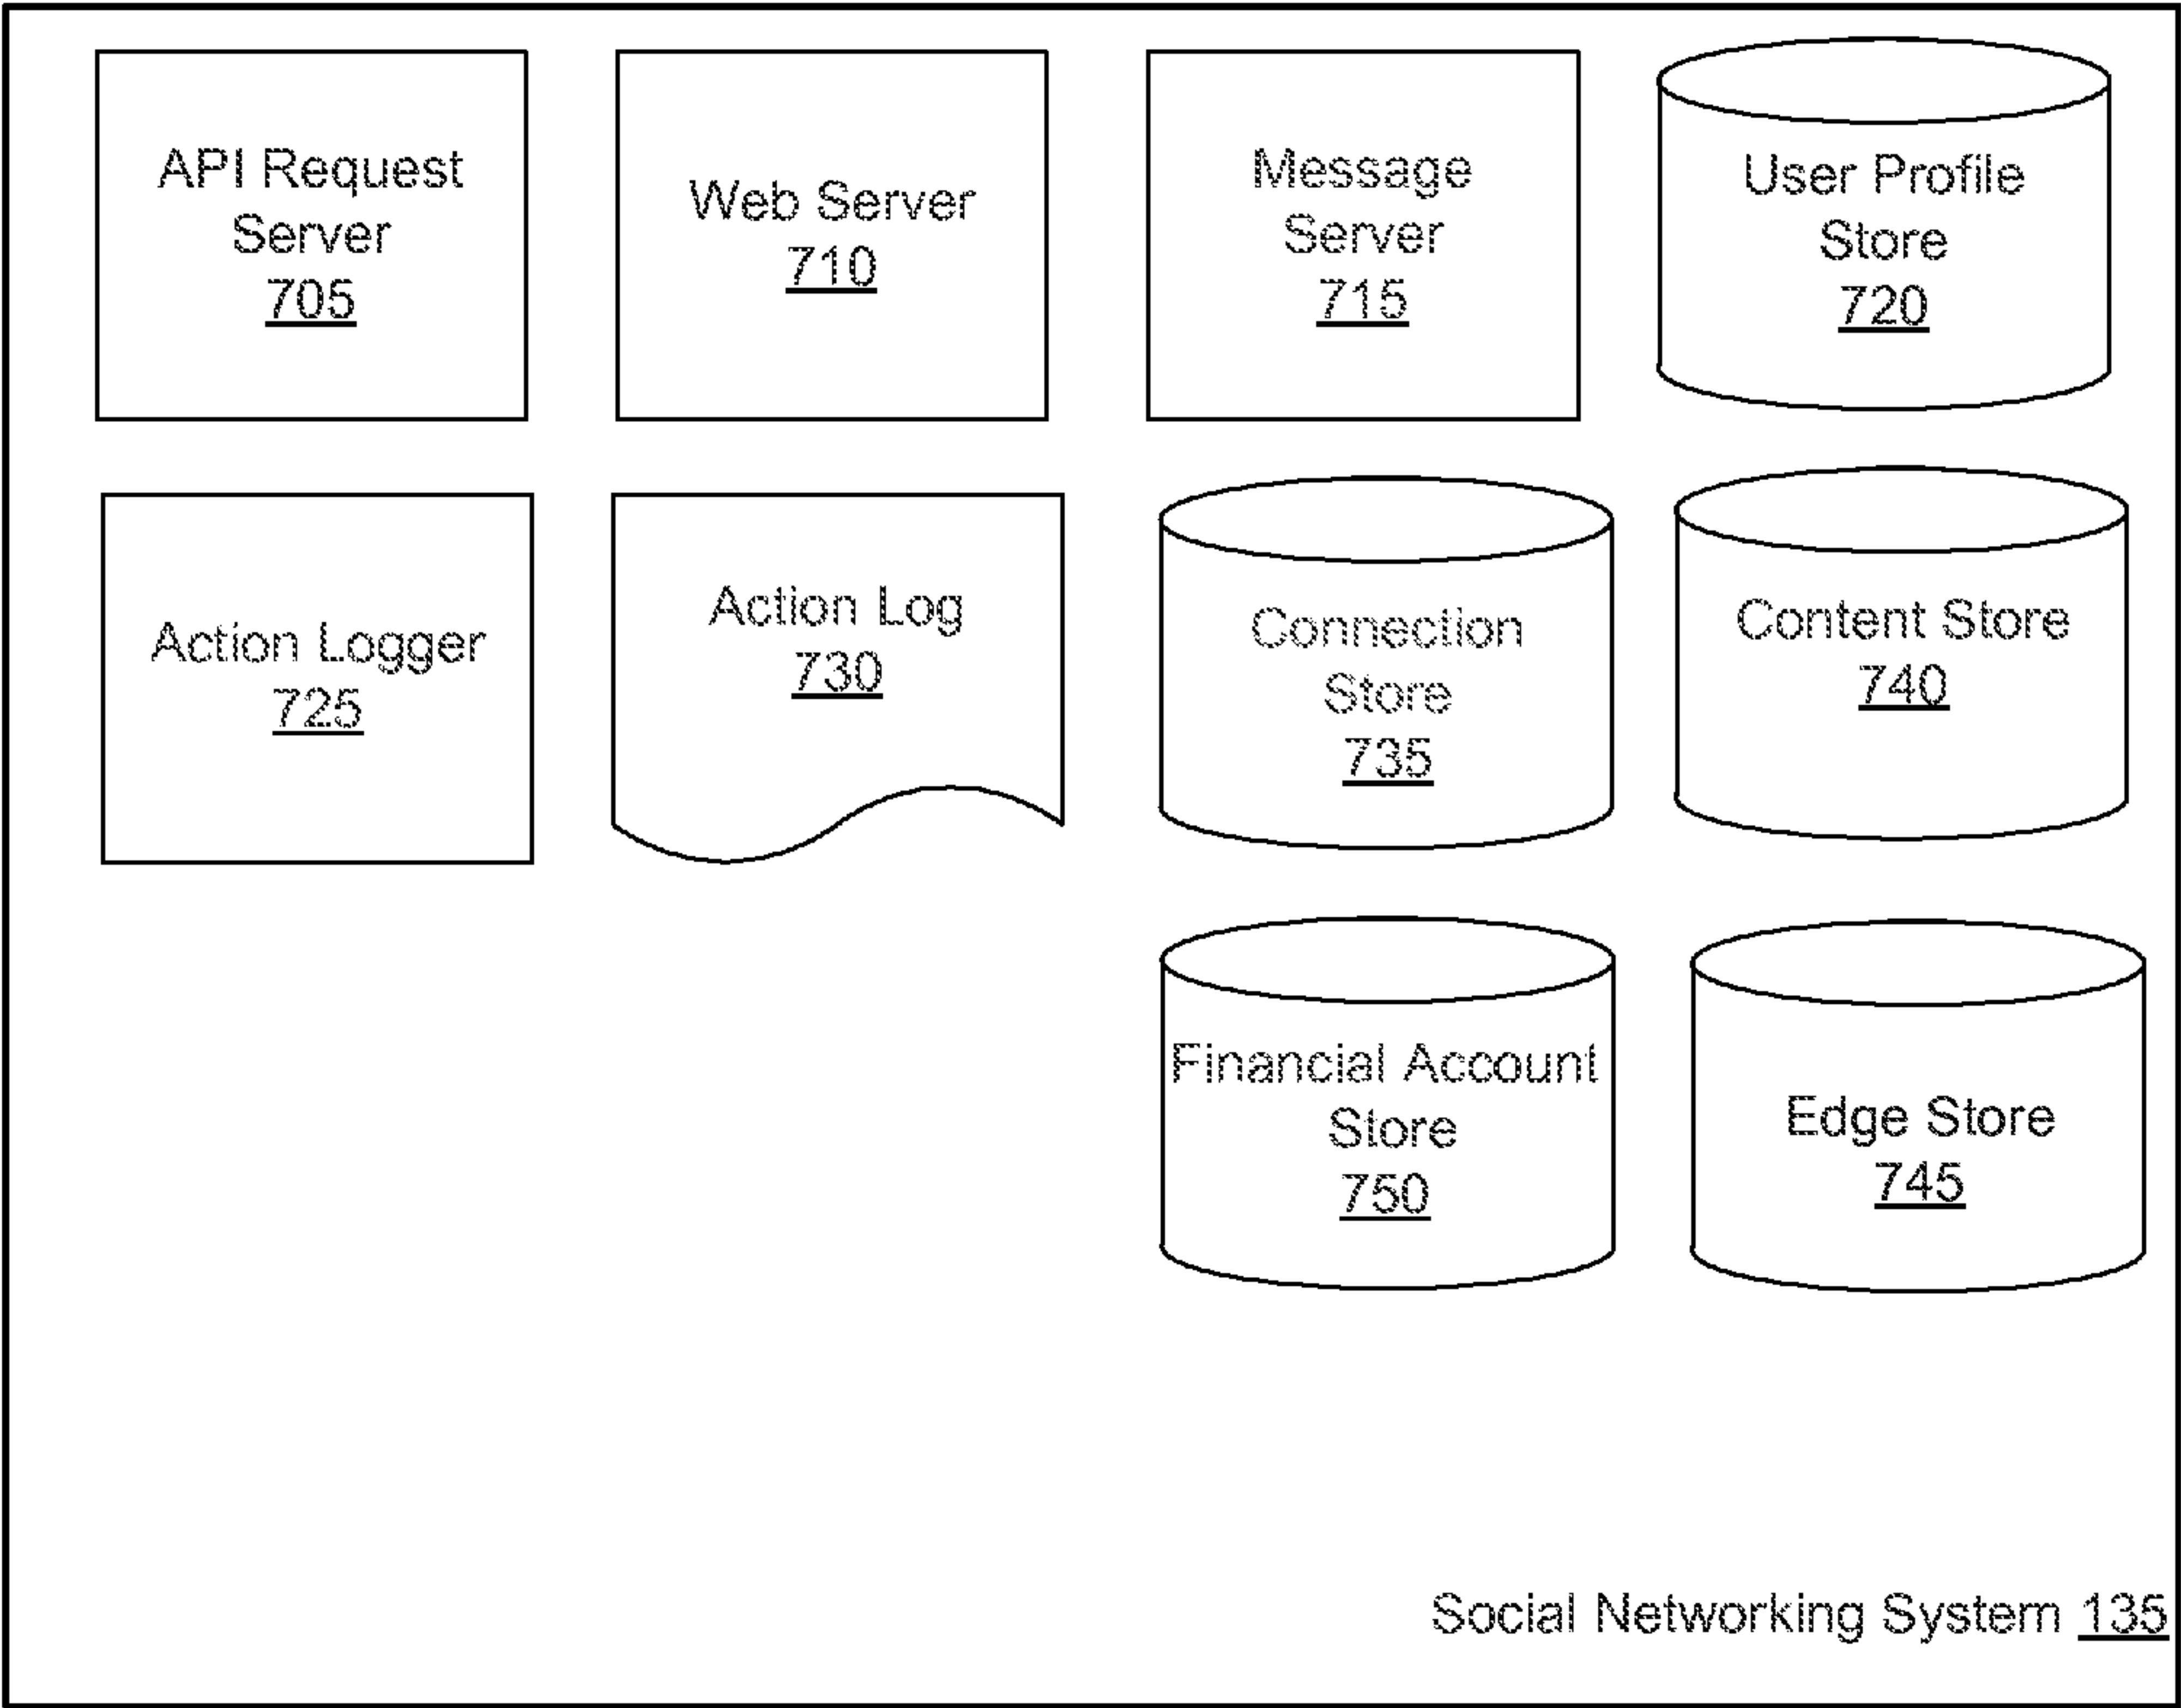 API Request
Server
705
Web Server
710
Message
Server
715
User Profile
Store
720
Action Logger
725
Action Log
730
Connection
Store
735
Content Store
740
Financial Account
Store
750
Edge Store
745
Social Networking System 135